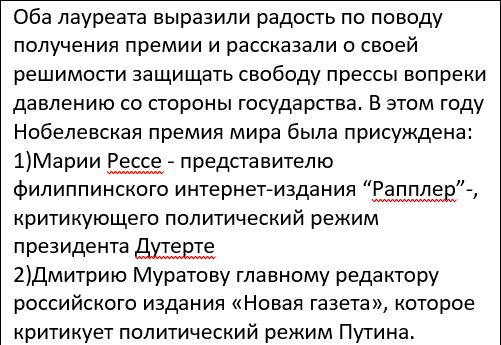 Оба лауреата выразили радость по поводу
получения премии и рассказали о своей
решимости защищать свободу прессы вопреки
давлению со стороны государства. В этом году
Нобелевская премия мира была присуждена:
1)Марии Рессе - представителю
филиппинского интернет-издания “Рапплер”-,
критикующего политический режим
президента Дутерте
2)Дмитрию Муратову главному редактору
российского издания «Новая газета», которое
критикует политический режим Путина.